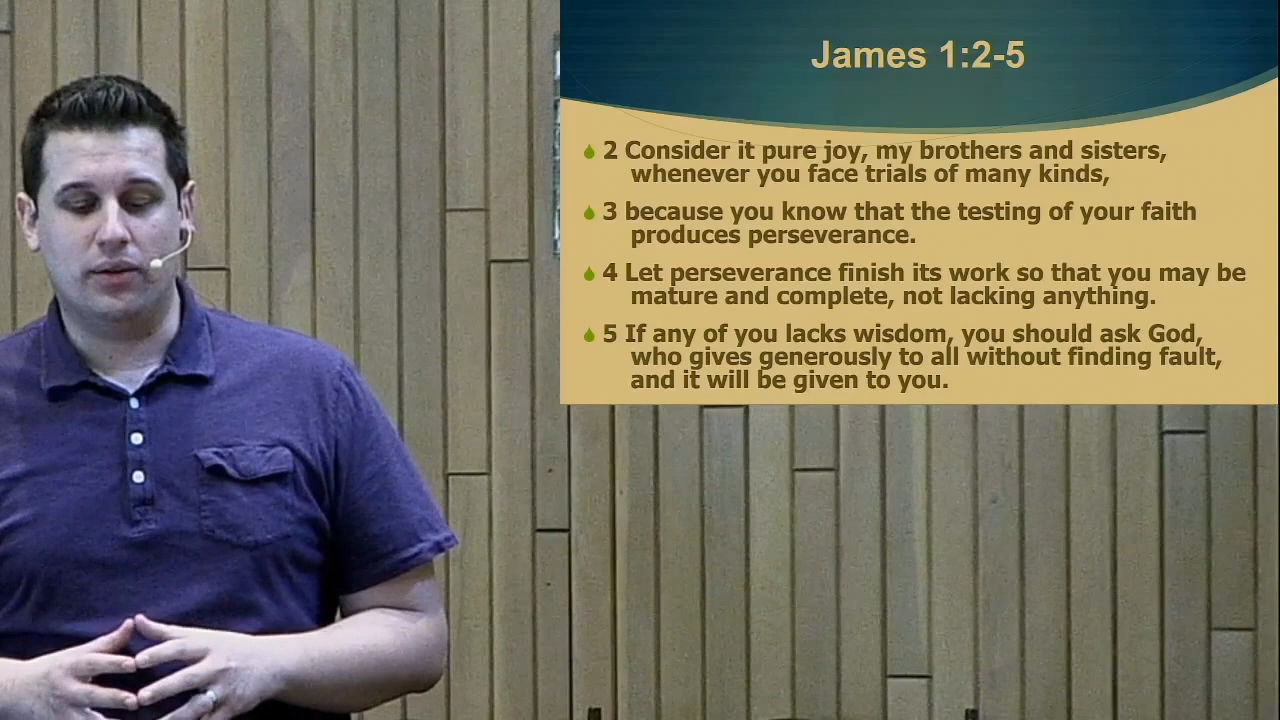 James 1:2-5
2 Consider it pure joy, my brothers and sisters,
whenever you face trials of many kinds,
3 because you know that the testing of your faith
produces perseverance.
4 Let perseverance finish its work so that you may be
mature and complete, not lacking anything.
5 If any of you lacks wisdom, you should ask God,
who gives generously to all without finding fault,
and it will be given to you.